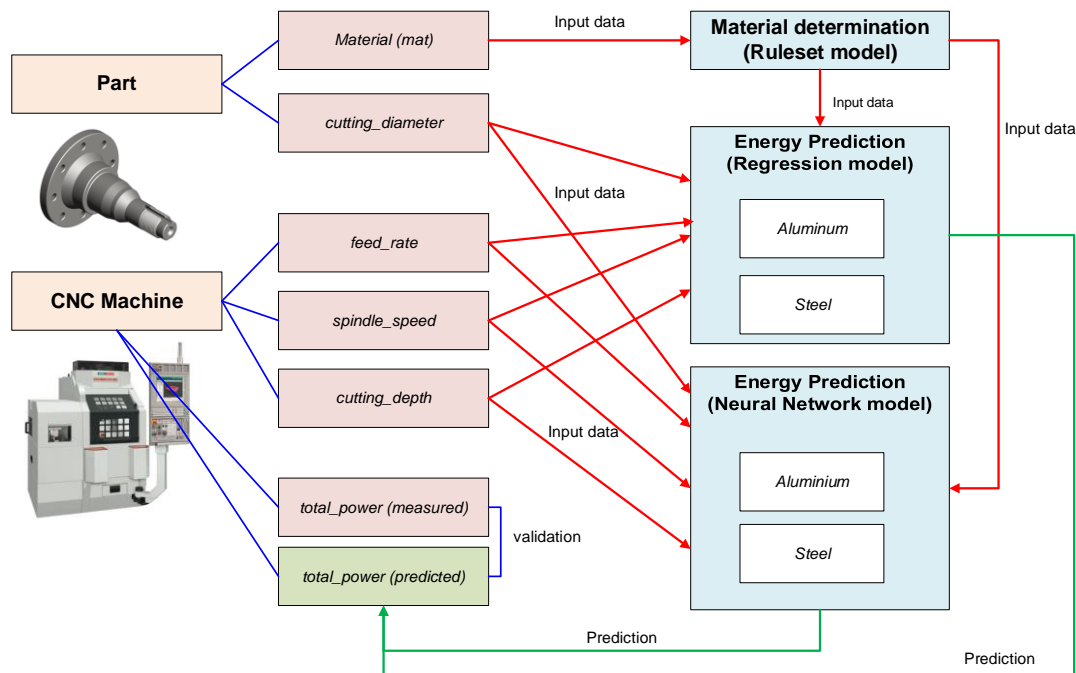 Part
CNC Machine
Material (mat)
cutting_diameter
feed_rate
spindle_speed
cutting_depth
total_power (measured)
total_power (predicted)
validation
Input data
Input data
Input data
Material determination
(Ruleset model)
Input data
Input data
Energy Prediction
(Regression model)
Aluminum
Steel
Energy Prediction
(Neural Network model)
Aluminium
Steel
Prediction
Prediction